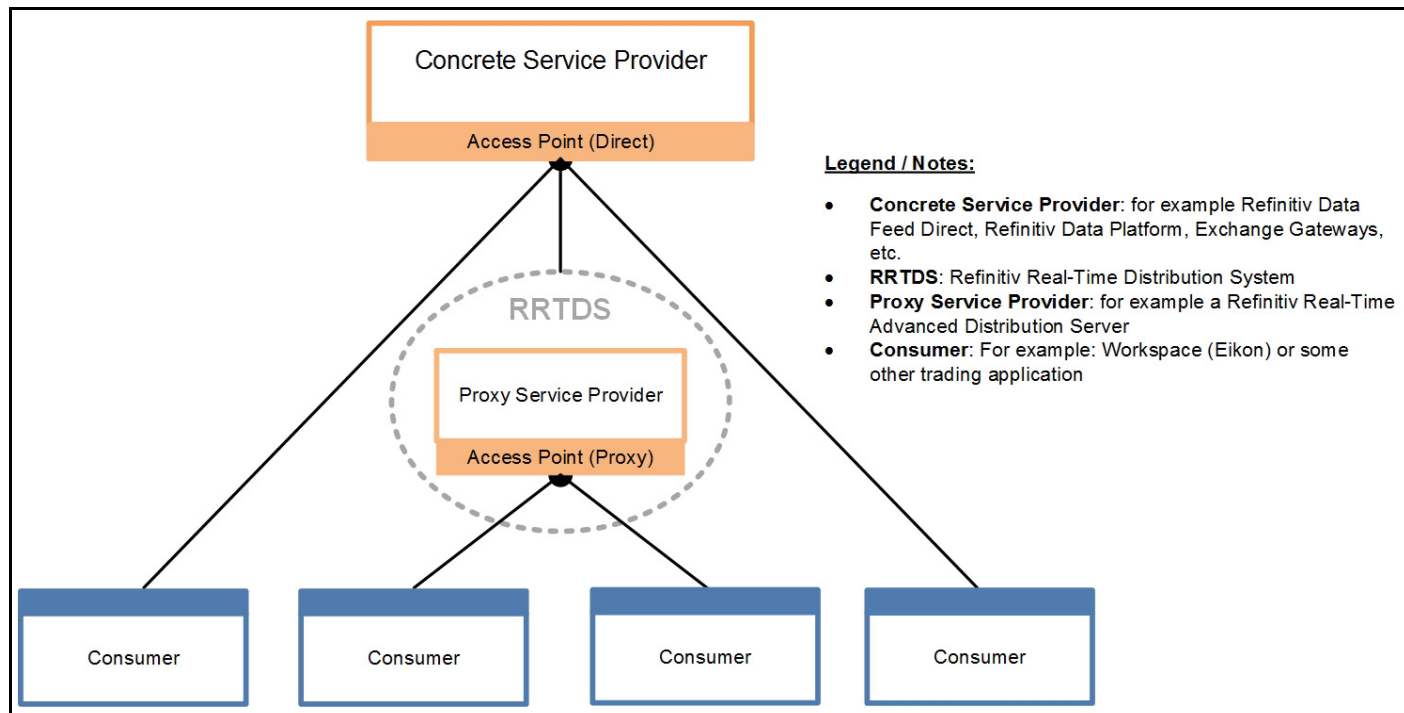 Concrete Service Provider
Access Point (Direct)
RRTDS
Proxy Service Provider
Access Point (Proxy)
Consumer
Consumer
Consumer
Consumer
Legend / Notes:
• Concrete Service Provider: for example Refinitiv Data
Feed Direct, Refinitiv Data Platform, Exchange Gateways,
etc.
• RRTDS: Refinitiv Real-Time Distribution System
• Proxy Service Provider: for example a Refinitiv Real-Time
Advanced Distribution Server
• Consumer: For example: Workspace (Eikon) or some
other trading application